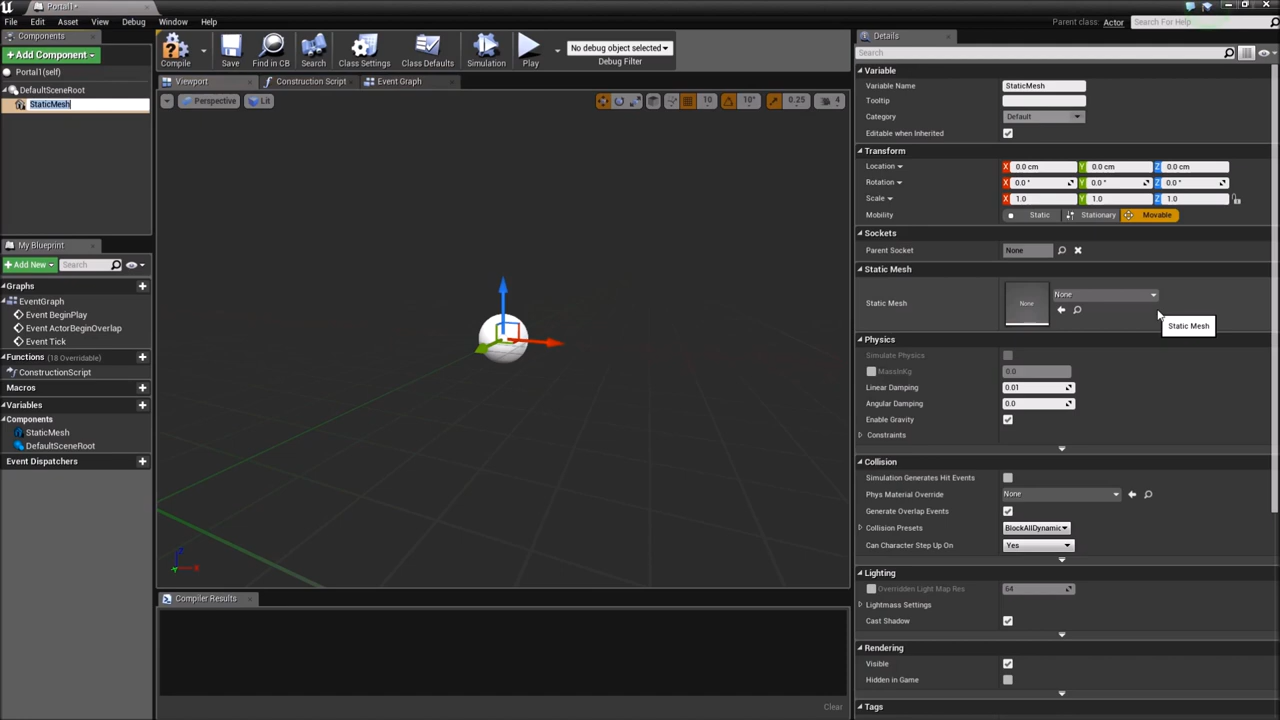 Portal1*
File Edit Asset View Debug Window Help
Parent class: Actor Search For Help
Components
+ Add Component
Portal1(self)
DefaultSceneRoot
StaticMesh
Compile Save Find in CB Search Class Settings Class Defaults Simulation Play
No debug object selected
Debug Filter
Viewport Construction Script Event Graph
Perspective Lit 10 10° 0.25 4
My Blueprint
+ Add New Search
Graphs
EventGraph
Event BeginPlay
Event ActorBeginOverlap
Event Tick
Functions (18 Overridable)
ConstructionScript
Macros
Variables
Components
StaticMesh
DefaultSceneRoot
Event Dispatchers
Compiler Results
Clear
Details
Search
Variable
Variable Name StaticMesh
Tooltip
Category Default
Editable when Inherited
Transform
Location X 0.0 cm Y 0.0 cm Z 0.0 cm
Rotation X 0.0 ° Y 0.0 ° Z 0.0 °
Scale X 1.0 Y 1.0 Z 1.0
Mobility Static Stationary Movable
Sockets
Parent Socket None
Static Mesh
Static Mesh None None
Static Mesh
Physics
Simulate Physics
MassInKg 0.0
Linear Damping 0.01
Angular Damping 0.0
Enable Gravity
Constraints
Collision
Simulation Generates Hit Events
Phys Material Override None
Generate Overlap Events
Collision Presets BlockAllDynamic
Can Character Step Up On Yes
Lighting
Overridden Light Map Res 64
Lightmass Settings
Cast Shadow
Rendering
Visible
Hidden in Game
Tags